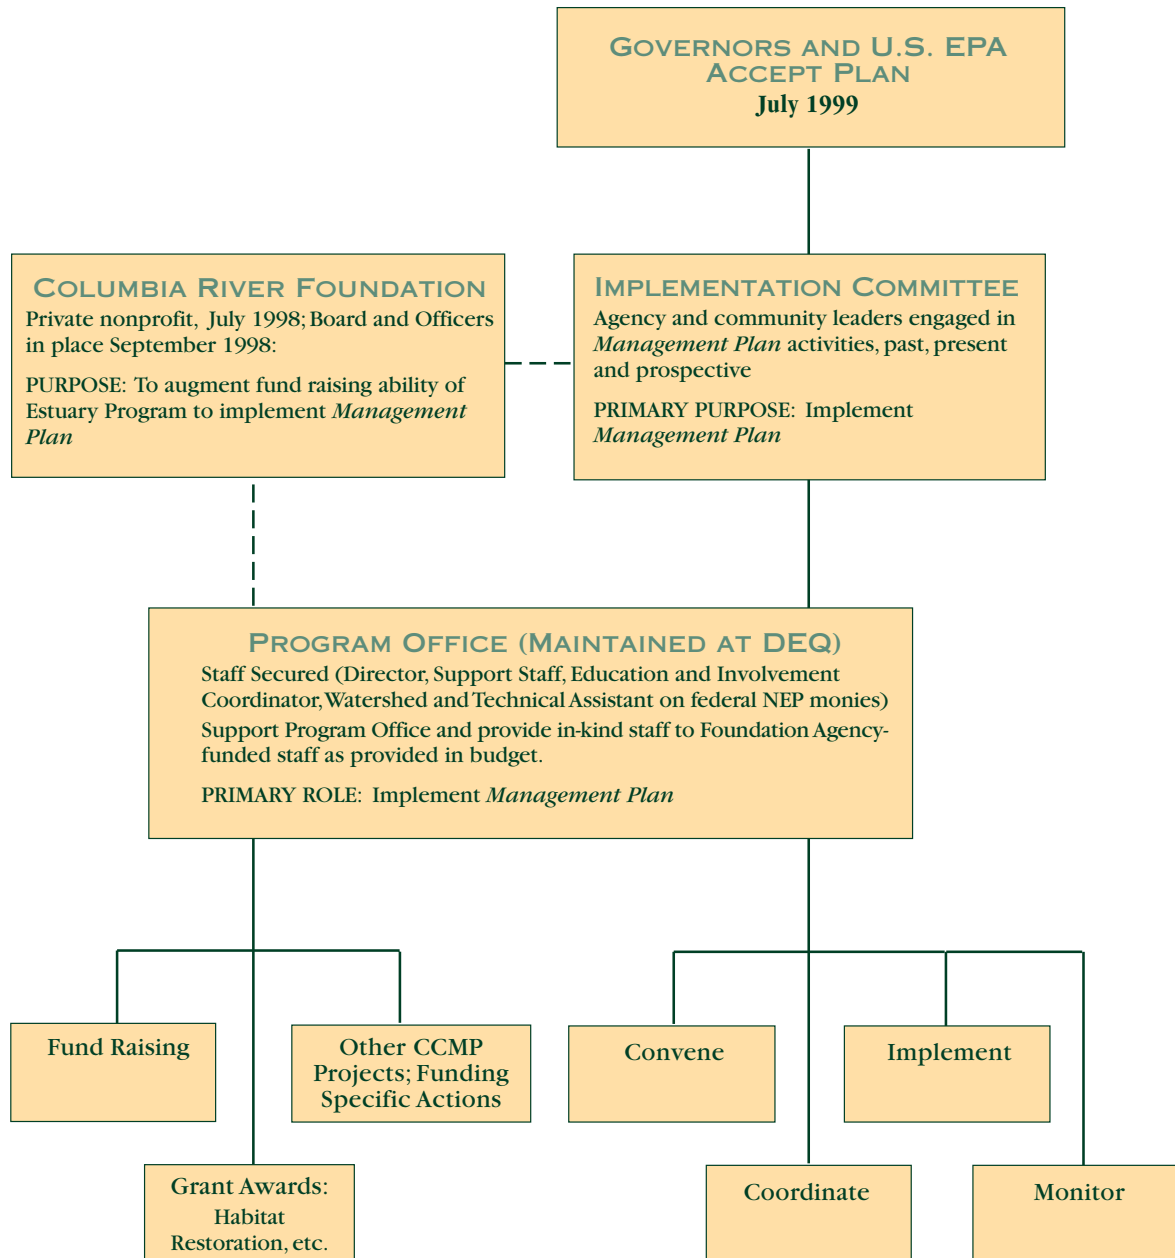 GOVERNORS AND U.S. EPA
ACCEPT PLAN
July 1999
COLUMBIA RIVER FOUNDATION
Private nonprofit, July 1998; Board and Officers
in place September 1998:
PURPOSE: To augment fund raising ability of
Estuary Program to implement Management
Plan
IMPLEMENTATION COMMITTEE
Agency and community leaders engaged in
Management Plan activities, past, present
and prospective
PRIMARY PURPOSE: Implement
Management Plan
PROGRAM OFFICE (MAINTAINED AT DEQ)
Staff Secured (Director, Support Staff, Education and Involvement
Coordinator, Watershed and Technical Assistant on federal NEP monies)
Support Program Office and provide in-kind staff to Foundation Agency-
funded staff as provided in budget.
PRIMARY ROLE: Implement Management Plan
Fund Raising
Other CCMP
Projects; Funding
Specific Actions
Grant Awards:
Habitat
Restoration, etc.
Convene
Implement
Coordinate
Monitor